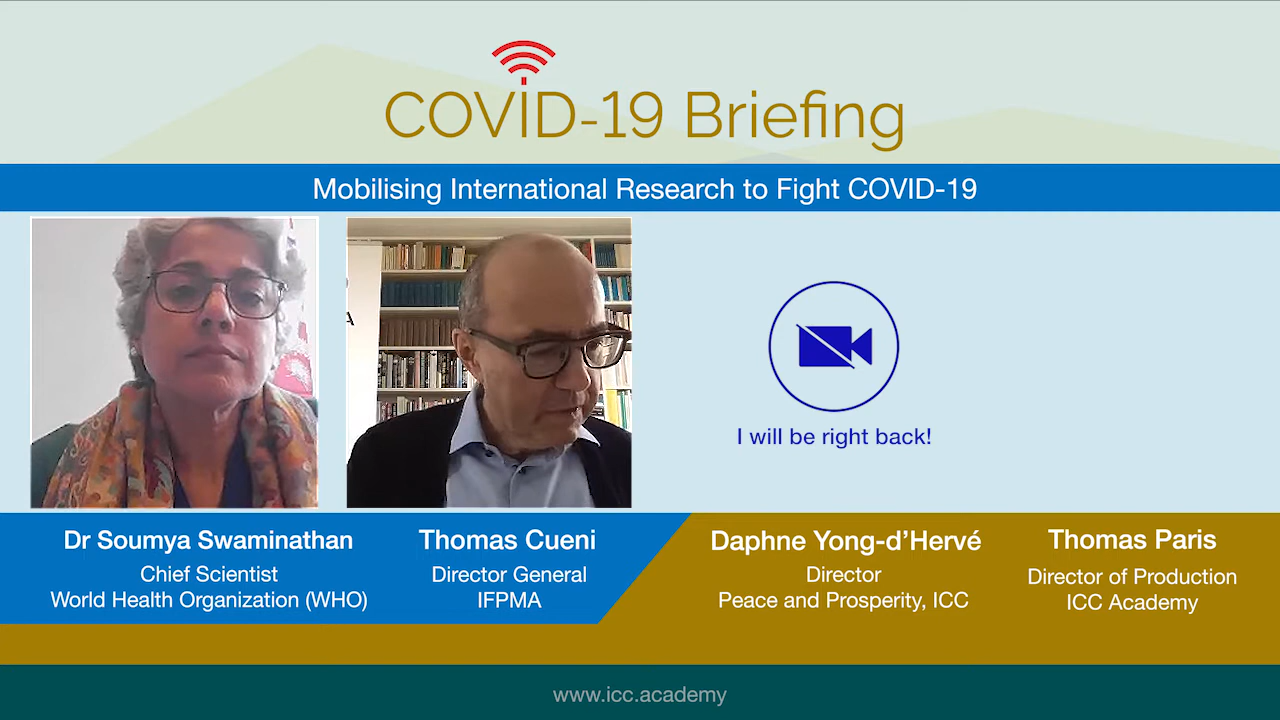 COVID-19 Briefing
Mobilising International Research to Fight COVID-19
A
I will be right back!
Dr Soumya Swaminathan
Chief Scientist
World Health Organization (WHO)
Thomas Cueni
Director General
IFPMA
Daphne Yong-d’Hervé
Director
Peace and Prosperity, ICC
Thomas Paris
Director of Production
ICC Academy
www.icc.academy